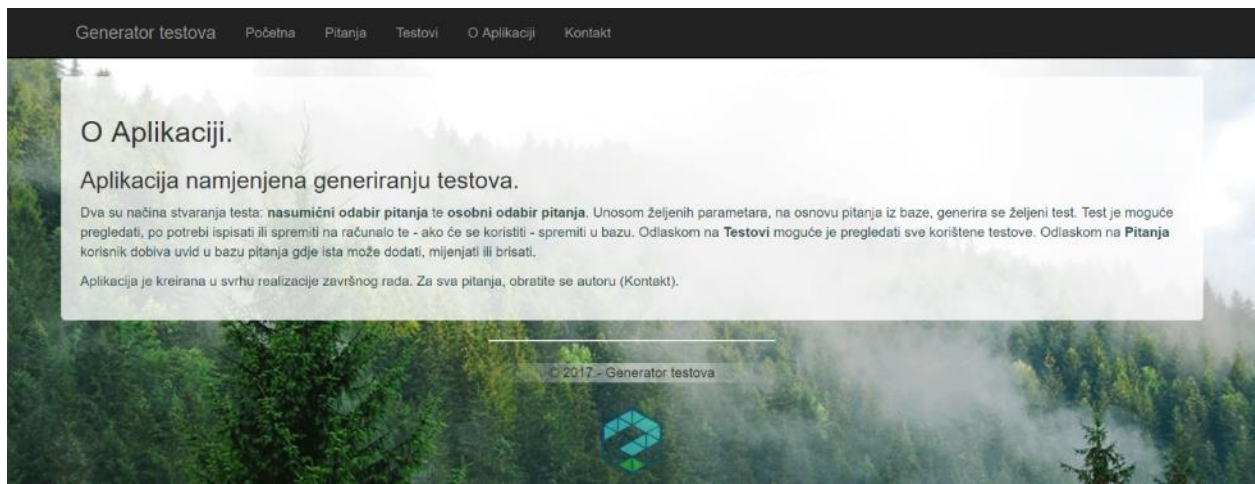 Generator testova Početna Pitanja Testovi O Aplikaciji Kontakt
O Aplikaciji.
Aplikacija namjenjena generiranju testova.
Dva su načina stvaranja testa: nasumični odabir pitanja te osobni odabir pitanja. Unosom željenih parametara, na osnovu pitanja iz baze, generira se željeni test. Test je moguće
pregledati, po potrebi ispisati ili spremiti na računalo te - ako će se koristiti - spremiti u bazu. Odlaskom na Testovi moguće je pregledati sve korištene testove. Odlaskom na Pitanja
korisnik dobiva uvid u bazu pitanja gdje ista može dodati, mijenjati ili brisati.
Aplikacija je kreirana u svrhu realizacije završnog rada. Za sva pitanja, obratite se autoru (Kontakt).
© 2017 - Generator testova